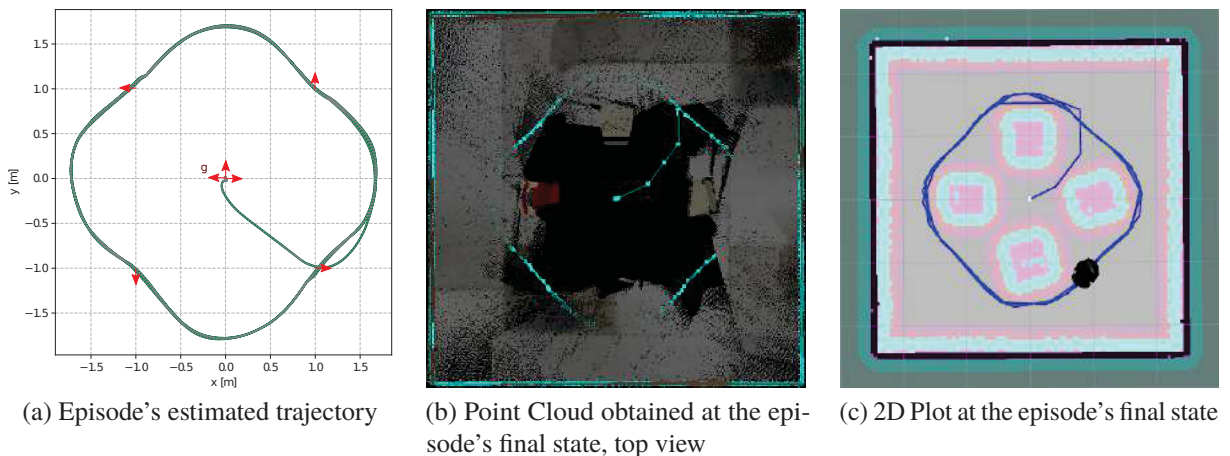 1.5
1.0
0.5
0.0
−0.5
−1.0
−1.5
y [m]
g
−1.5 −1.0 −0.5 0.0 0.5 1.0 1.5
x [m]
(a) Episode's estimated trajectory
(b) Point Cloud obtained at the epi-
sode's final state, top view
(c) 2D Plot at the episode's final state